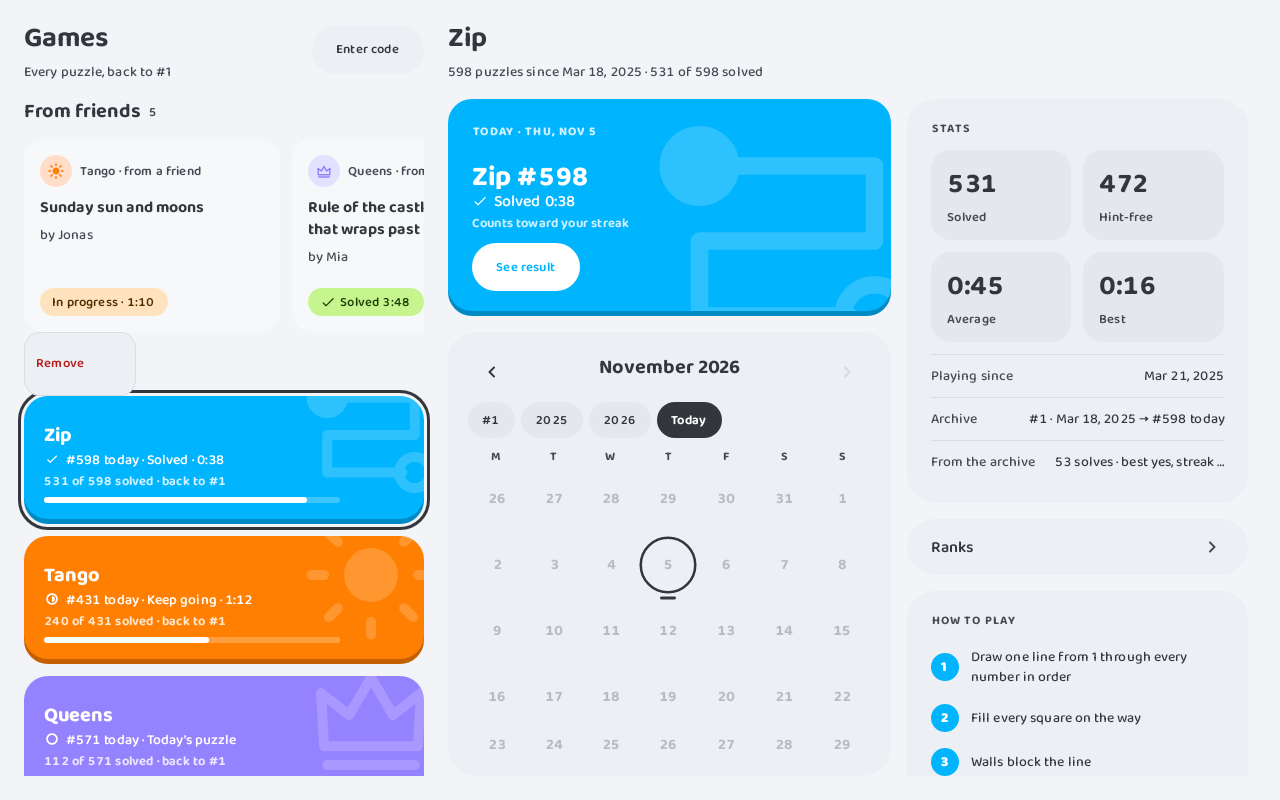 Games
Enter code
Every puzzle, back to #1
From friends 5
Tango · from a friend
Sunday sun and moons
by Jonas
In progress · 1:10
Queens · from
Rule of the
that wraps past
by Mia
Solved 3:48
Remove
Zip
#598 today · Solved · 0:38
531 of 598 solved · back to #1
Tango
#431 today · Keep going · 1:12
240 of 431 solved · back to #1
Queens
#571 today · Today's puzzle
112 of 571 solved · back to #1
Zip
598 puzzles since Mar 18, 2025 · 531 of 598 solved
TODAY · THU, NOV 5
Zip #598
Solved 0:38
Counts toward your streak
See result
November 2026
#1 2025 2026 Today
M T W T F S S
26 27 28 29 30 31 1
2 3 4 5 6 7 8
9 10 11 12 13 14 15
16 17 18 19 20 21 22
23 24 25 26 27 28 29
STATS
531
Solved
472
Hint-free
0:45
Average
0:16
Best
Playing since Mar 21, 2025
Archive #1 · Mar 18, 2025 → #598 today
From the archive 53 solves · best yes, streak …
Ranks
HOW TO PLAY
1 Draw one line from 1 through every
number in order
2 Fill every square on the way
3 Walls block the line